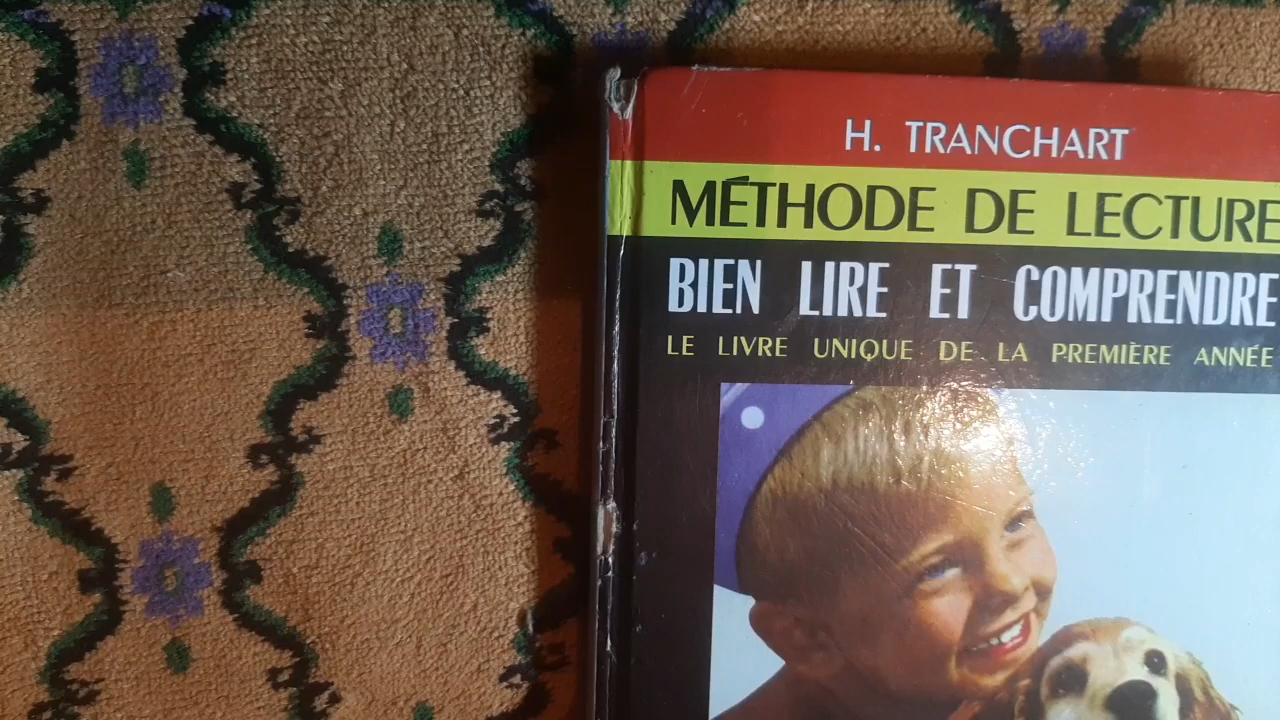 H. TRANCHART
MÉTHODE DE LECTURE
BIEN LIRE ET COMPRENDRE
LE LIVRE UNIQUE DE LA PREMIÈRE ANNÉE